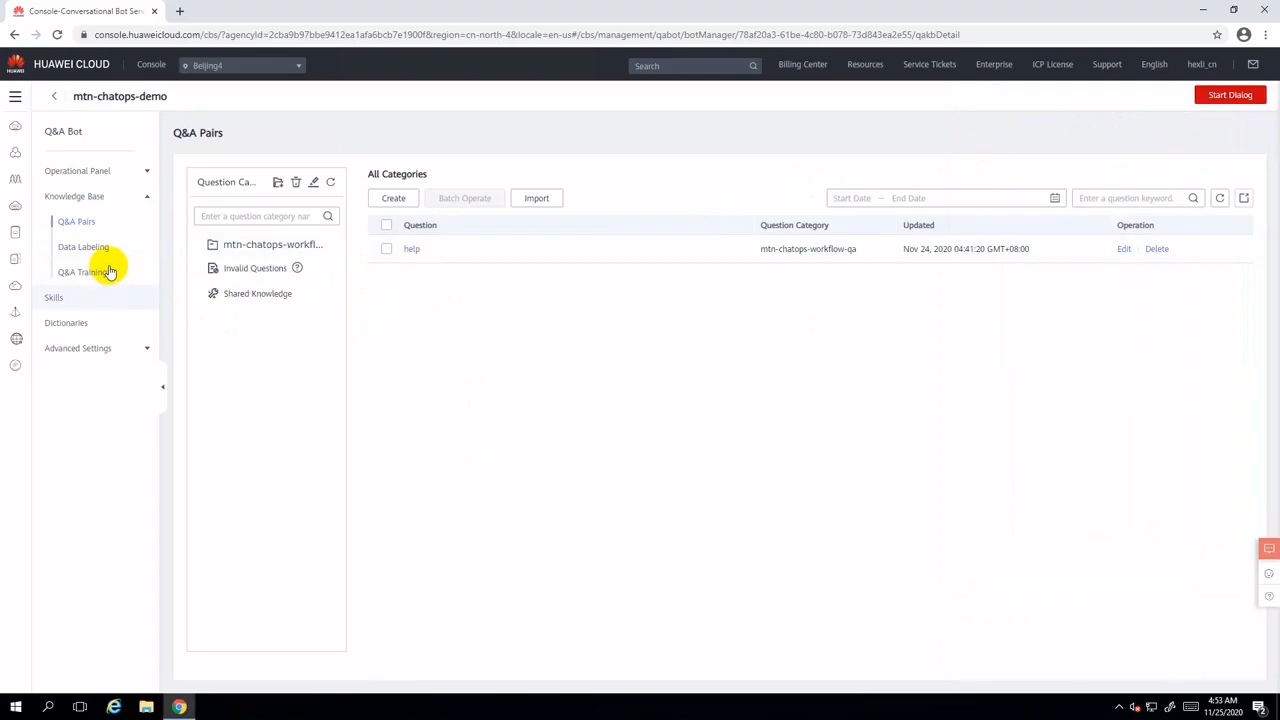 Console-Conversational Bot Serv
console.huaweicloud.com/cbs/?agencyId=2cba9b97bbe9412ea1afa6bcb7e1900f&region=cn-north-4&locale=en-us#/cbs/management/qabot/botManager/78af20a3-61be-4c80-b078-73d843ea2e55/qakbDetail
HUAWEI
HUAWEI CLOUD
Console
Beijing4
Search
Billing Center
Resources
Service Tickets
Enterprise
ICP License
Support
English
hexli_cn
mtn-chatops-demo
Start Dialog
Q&A Bot
Operational Panel
Knowledge Base
Q&A Pairs
Data Labeling
Q&A Training
Skills
Dictionaries
Advanced Settings
Q&A Pairs
Question Ca...
Enter a question category nar
mtn-chatops-workfl...
Invalid Questions
Shared Knowledge
All Categories
Create
Batch Operate
Import
Start Date – End Date
Enter a question keyword.
Question
Question Category
Updated
Operation
help
mtn-chatops-workflow-qa
Nov 24, 2020 04:41:20 GMT+08:00
Edit
Delete
4:53 AM
11/25/2020
2